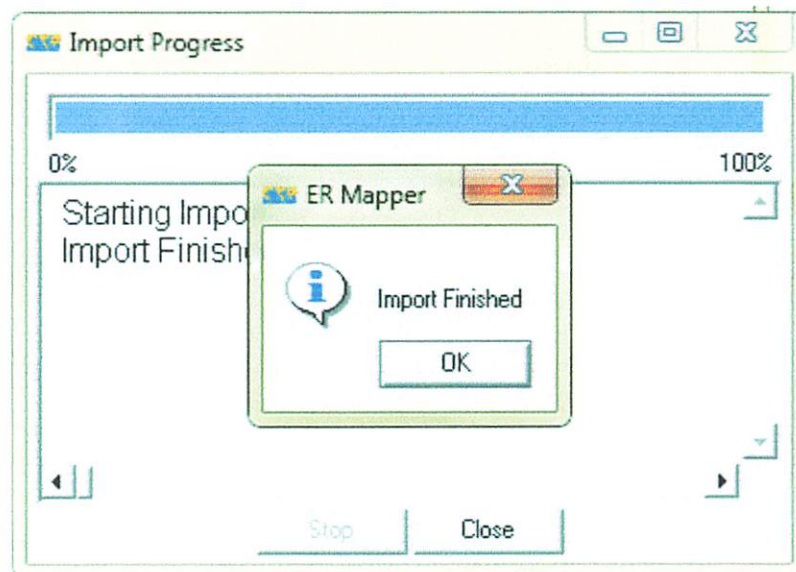 Import Progress
0%
100%
Starting Impo
Import Finish
ER Mapper
Import Finished
OK
Stop
Close